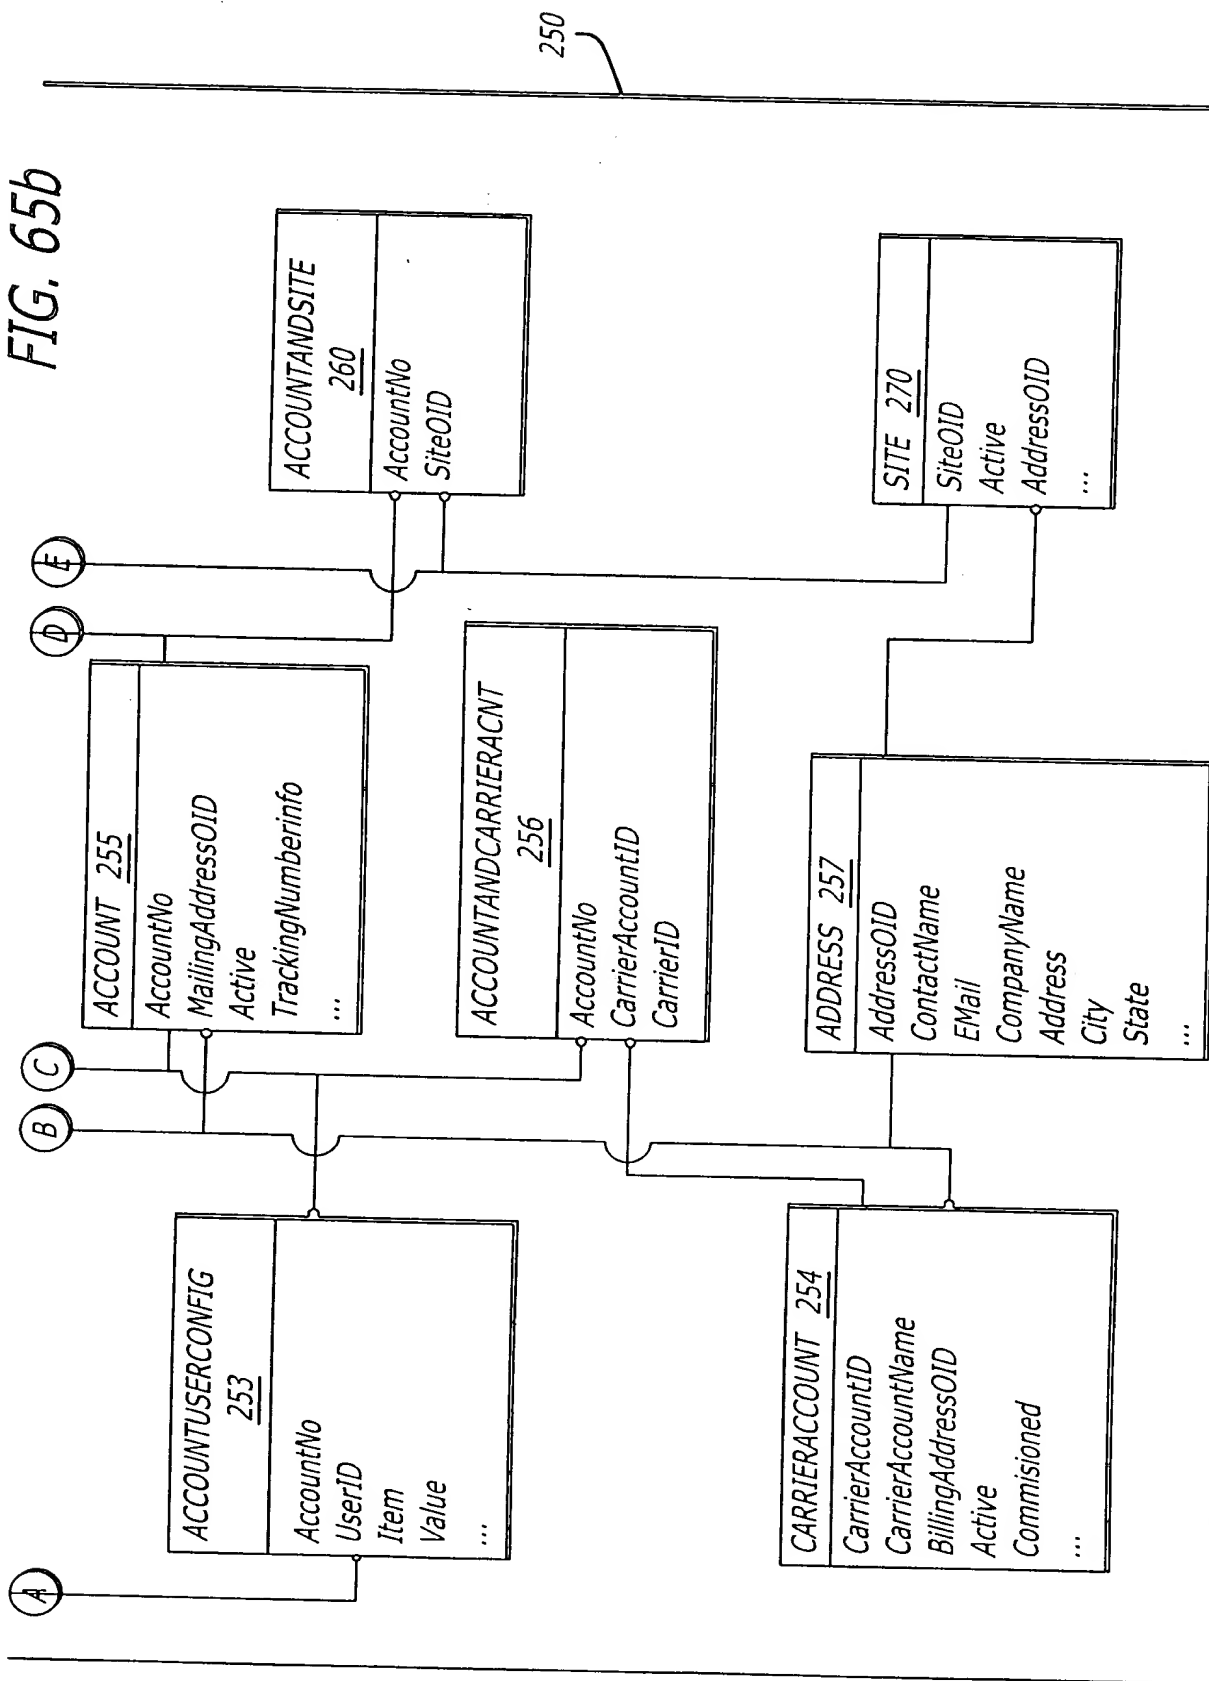 FIG. 65b
250
A
B
C
D
E
ACCOUNTUSERCONFIG
253
AccountNo
UserID
Item
Value
...
ACCOUNT 255
AccountNo
MailingAddressOID
Active
TrackingNumberinfo
...
ACCOUNTANDSITE
260
AccountNo
SiteOID
ACCOUNTANDCARRIERACNT
256
AccountNo
CarrierAccountID
CarrierID
CARRIERACCOUNT 254
CarrierAccountID
CarrierAccountName
BillingAddressOID
Active
Commisioned
...
ADDRESS 257
AddressOID
ContactName
EMail
CompanyName
Address
City
State
...
SITE 270
SiteOID
Active
AddressOID
...